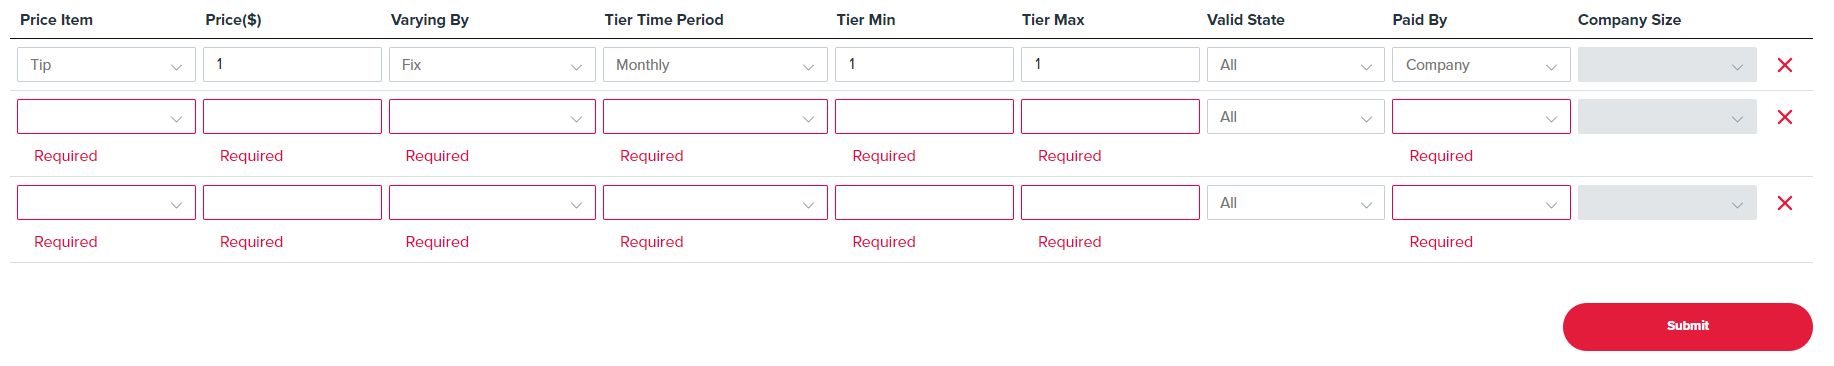 Price Item Price($) Varying By Tier Time Period Tier Min Tier Max Valid State Paid By Company Size
Tip 1 Fix Monthly 1 1 All Company
All
Required Required Required Required Required Required Required
All
Required Required Required Required Required Required Required
Submit